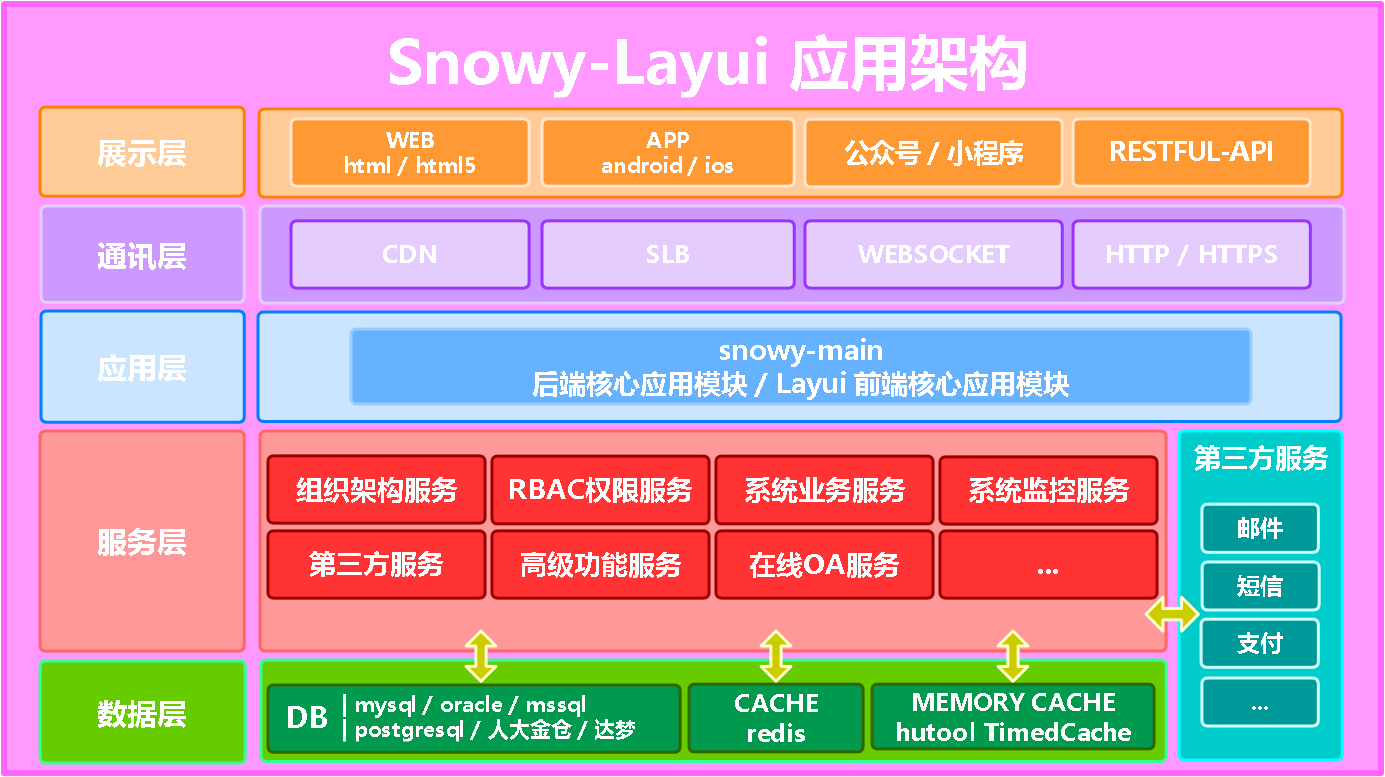 Snowy-Layui 应用架构
展示层
WEB
html / html5
APP
android / ios
公众号 / 小程序
RESTFUL-API
通讯层
CDN
SLB
WEBSOCKET
HTTP / HTTPS
应用层
snowy-main
后端核心应用模块 / Layui 前端核心应用模块
服务层
组织架构服务
RBAC权限服务
系统业务服务
系统监控服务
第三方服务
高级功能服务
在线OA服务
...
第三方服务
邮件
短信
支付
...
数据层
DB
| mysql / oracle / mssql
| postgresql / 人大金仓 / 达梦
CACHE
redis
MEMORY CACHE
hutool TimedCache